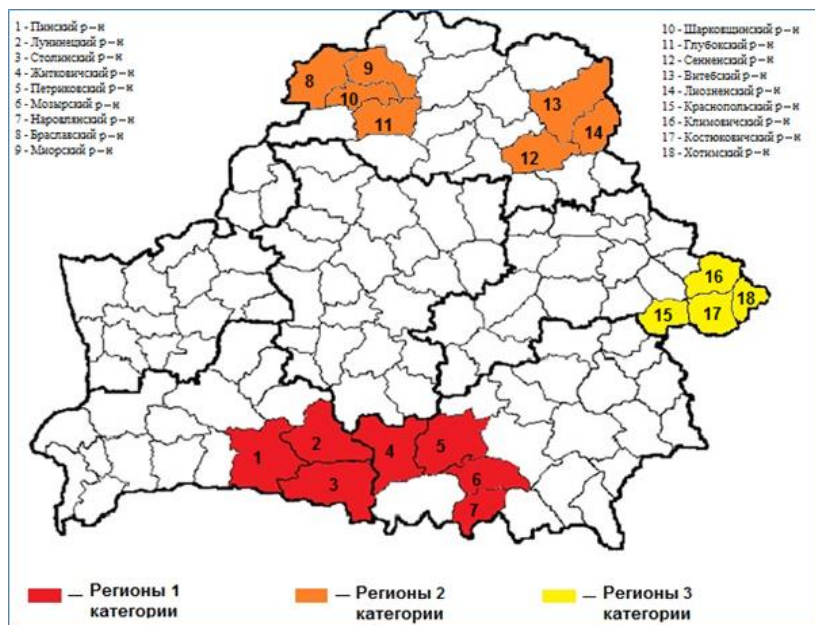 1 - Пинский р–н
2 - Лунинецкий р–н
3 - Столинский р–н
4 - Житковичский р–н
5 - Петриковский р–н
6 - Мозырский р–н
7 - Наровлянский р–н
8 - Браславский р–н
9 - Миорский р–н
10 - Шарковщинский р–н
11 - Глубокский р–н
12 - Сенненский р–н
13 - Витебский р–н
14 - Лиозненский р–н
15 - Краснопольский р–н
16 - Климовичский р–н
17 - Костюковичский р–н
18 - Хотимский р–н
8
9
10
11
13
14
12
16
18
15
17
1
2
3
4
5
6
7
— Регионы 1
категории
— Регионы 2
категории
— Регионы 3
категории